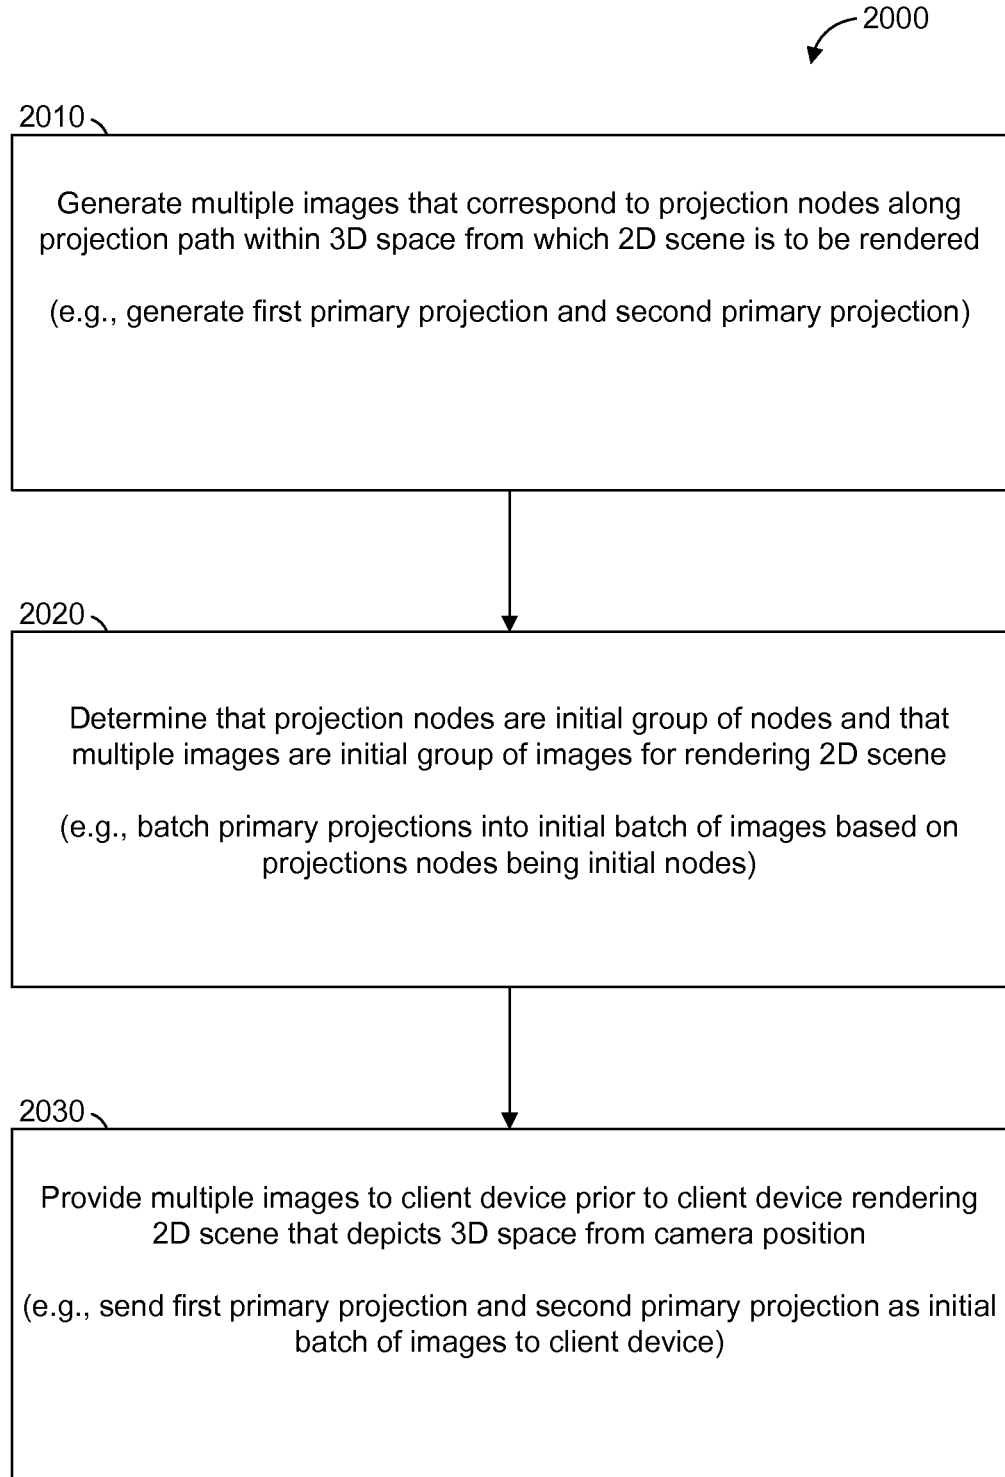 2000
2010
Generate multiple images that correspond to projection nodes along
projection path within 3D space from which 2D scene is to be rendered
(e.g., generate first primary projection and second primary projection)
2020
Determine that projection nodes are initial group of nodes and that
multiple images are initial group of images for rendering 2D scene
(e.g., batch primary projections into initial batch of images based on
projections nodes being initial nodes)
2030
Provide multiple images to client device prior to client device rendering
2D scene that depicts 3D space from camera position
(e.g., send first primary projection and second primary projection as initial
batch of images to client device)